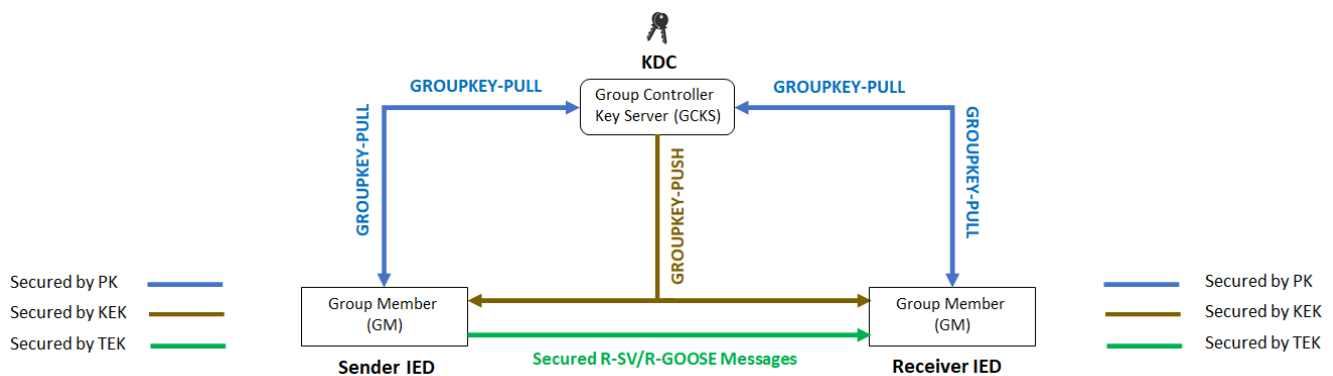 KDC
GROUPKEY-PULL
GROUPKEY-PULL
Group Controller
Key Server (GCKS)
GROUPKEY-PULL
GROUPKEY-PUSH
GROUPKEY-PULL
Secured by PK
Secured by KEK
Secured by TEK
Group Member
(GM)
Sender IED
Secured R-SV/R-GOOSE Messages
Group Member
(GM)
Receiver IED
Secured by PK
Secured by KEK
Secured by TEK